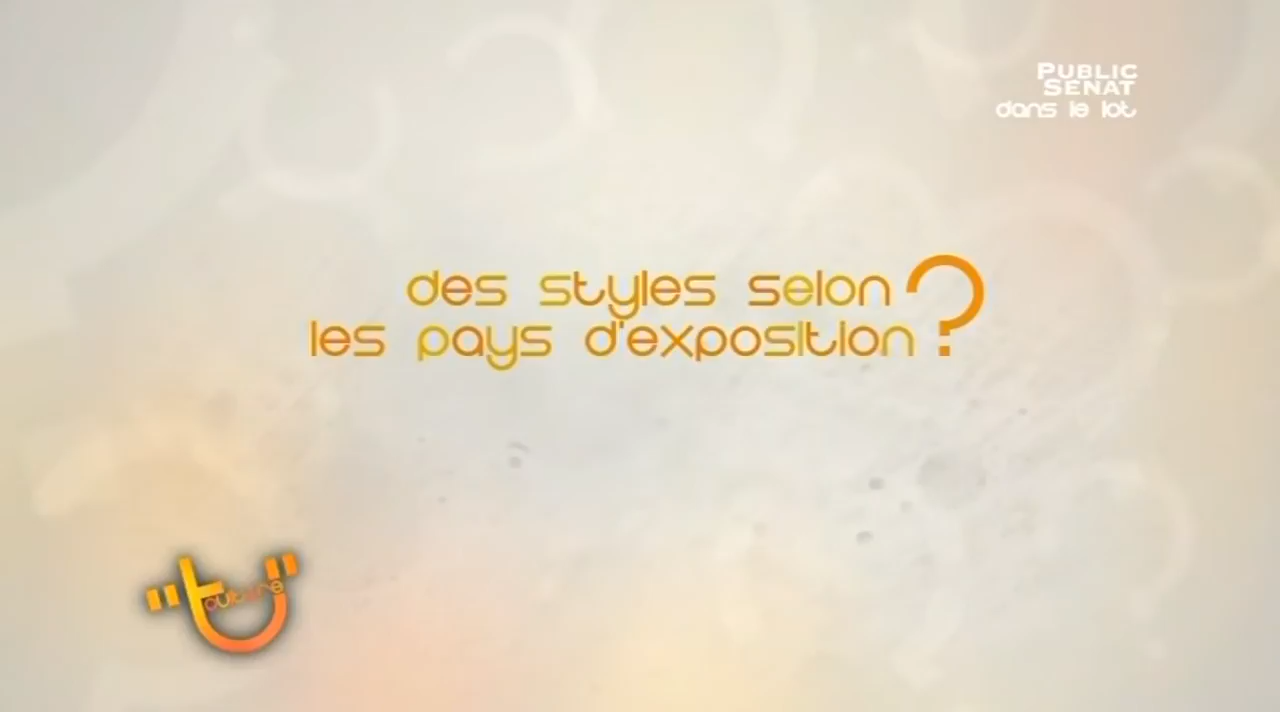 PUBLIC
SENAT
dans le lot
des styles selon
les pays d'exposition ?